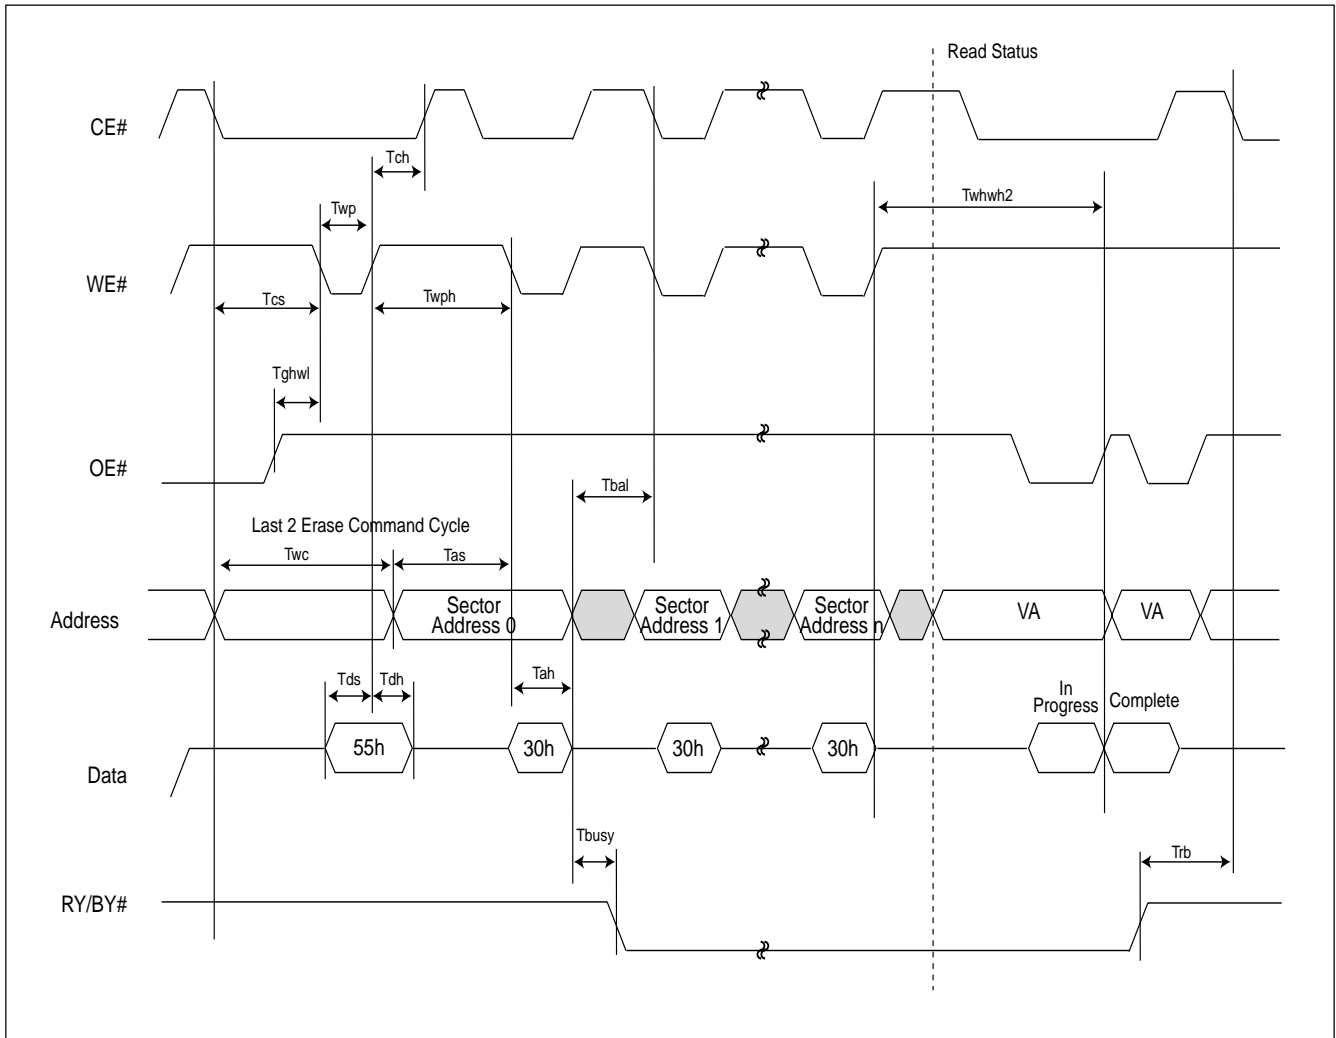 Read Status
CE#
Tch
Twhwh2
Twp
WE#
Tcs
Twph
Tghwl
OE#
Tbal
Last 2 Erase Command Cycle
Twc
Tas
Address
Sector
Address 0
Sector
Address 1
Sector
Address n
VA
VA
Tds
Tdh
Tah
In
Progress
Complete
55h
30h
30h
30h
Data
Tbusy
Trb
RY/BY#